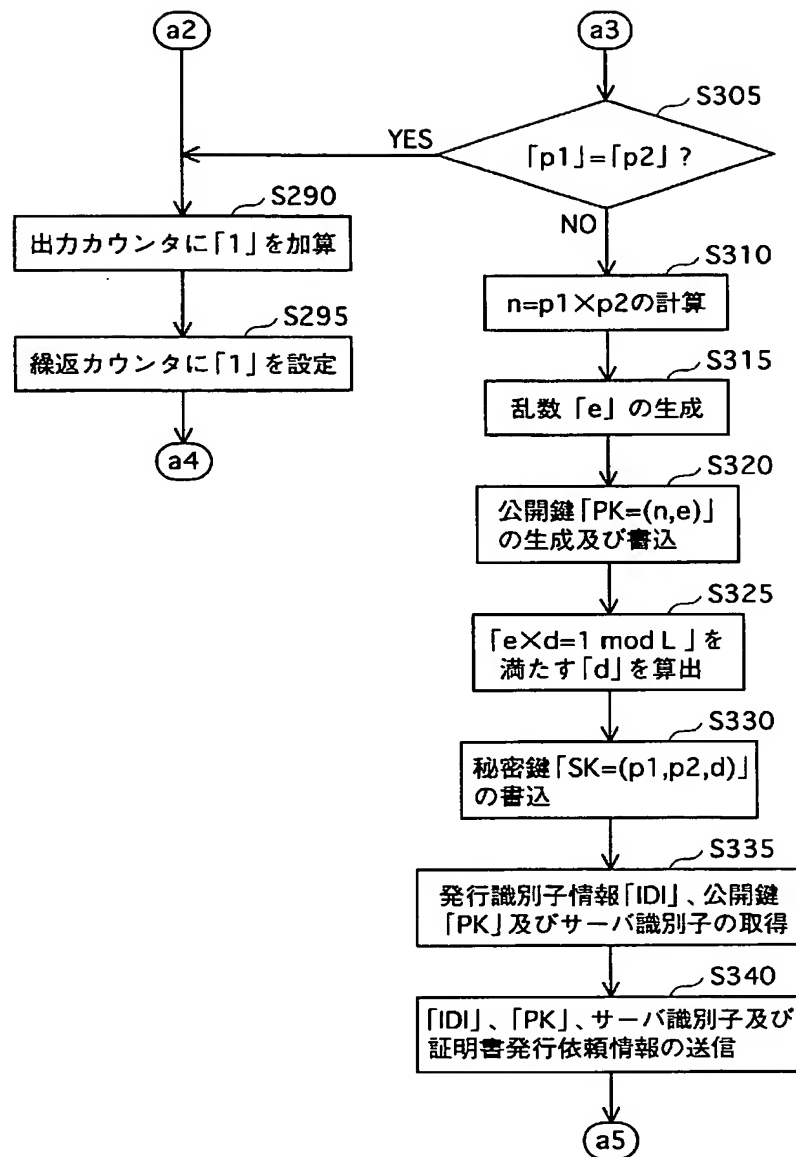 a2
a3
S305
YES
「p1」=「p2」?
NO
S290
出力カウンタに「1」を加算
S295
繰返カウンタに「1」を設定
a4
S310
n=p1×p2の計算
S315
乱数「e」の生成
S320
公開鍵「PK=(n,e)」
の生成及び書込
S325
「e×d=1 mod L」を
満たす「d」を算出
S330
秘密鍵「SK=(p1,p2,d)」
の書込
S335
発行識別子情報「IDI」、公開鍵
「PK」及びサーバ識別子の取得
S340
「IDI」、「PK」、サーバ識別子及び
証明書発行依頼情報の送信
a5